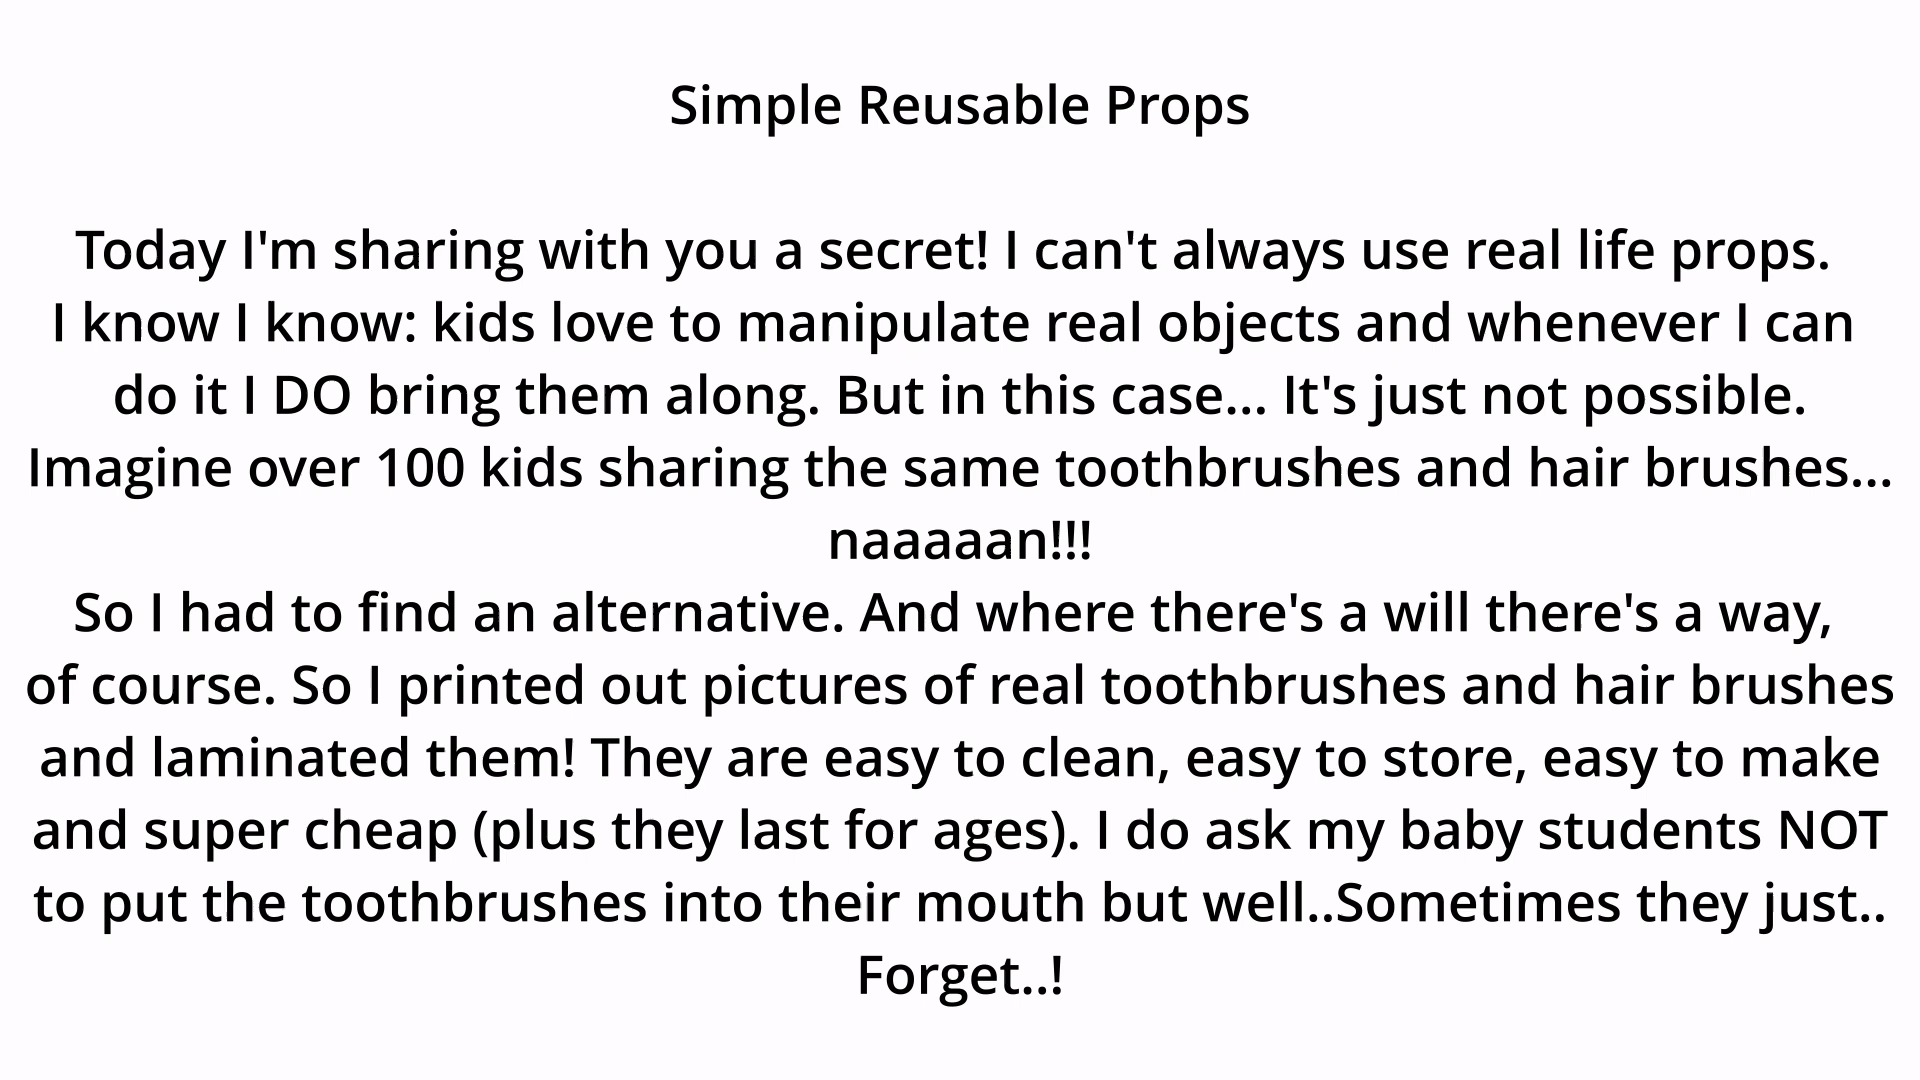 Simple Reusable Props
Today I'm sharing with you a secret! I can't always use real life props.
I know I know: kids love to manipulate real objects and whenever I can
do it I DO bring them along. But in this case... It's just not possible.
Imagine over 100 kids sharing the same toothbrushes and hair brushes...
naaaaan!!!
So I had to find an alternative. And where there's a will there's a way,
of course. So I printed out pictures of real toothbrushes and hair brushes
and laminated them! They are easy to clean, easy to store, easy to make
and super cheap (plus they last for ages). I do ask my baby students NOT
to put the toothbrushes into their mouth but well..Sometimes they just..
Forget..!